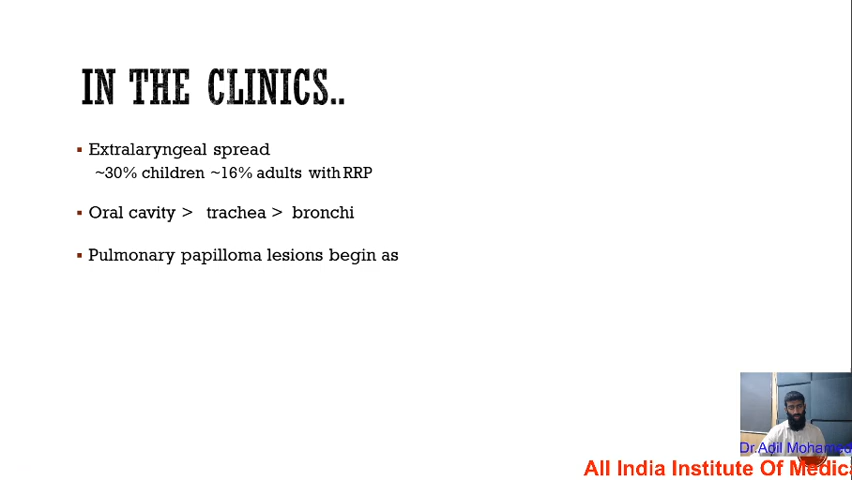 IN THE CLINICS..
▪ Extralaryngeal spread
~30% children ~16% adults with RRP
▪ Oral cavity > trachea > bronchi
▪ Pulmonary papilloma lesions begin as
Dr.Adil Mohamed
All India Institute Of Medica